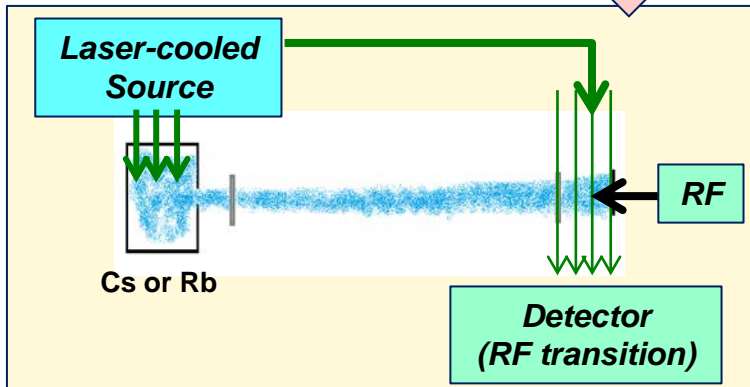 Laser-cooled
Source
RF
Cs or Rb
Detector
(RF transition)